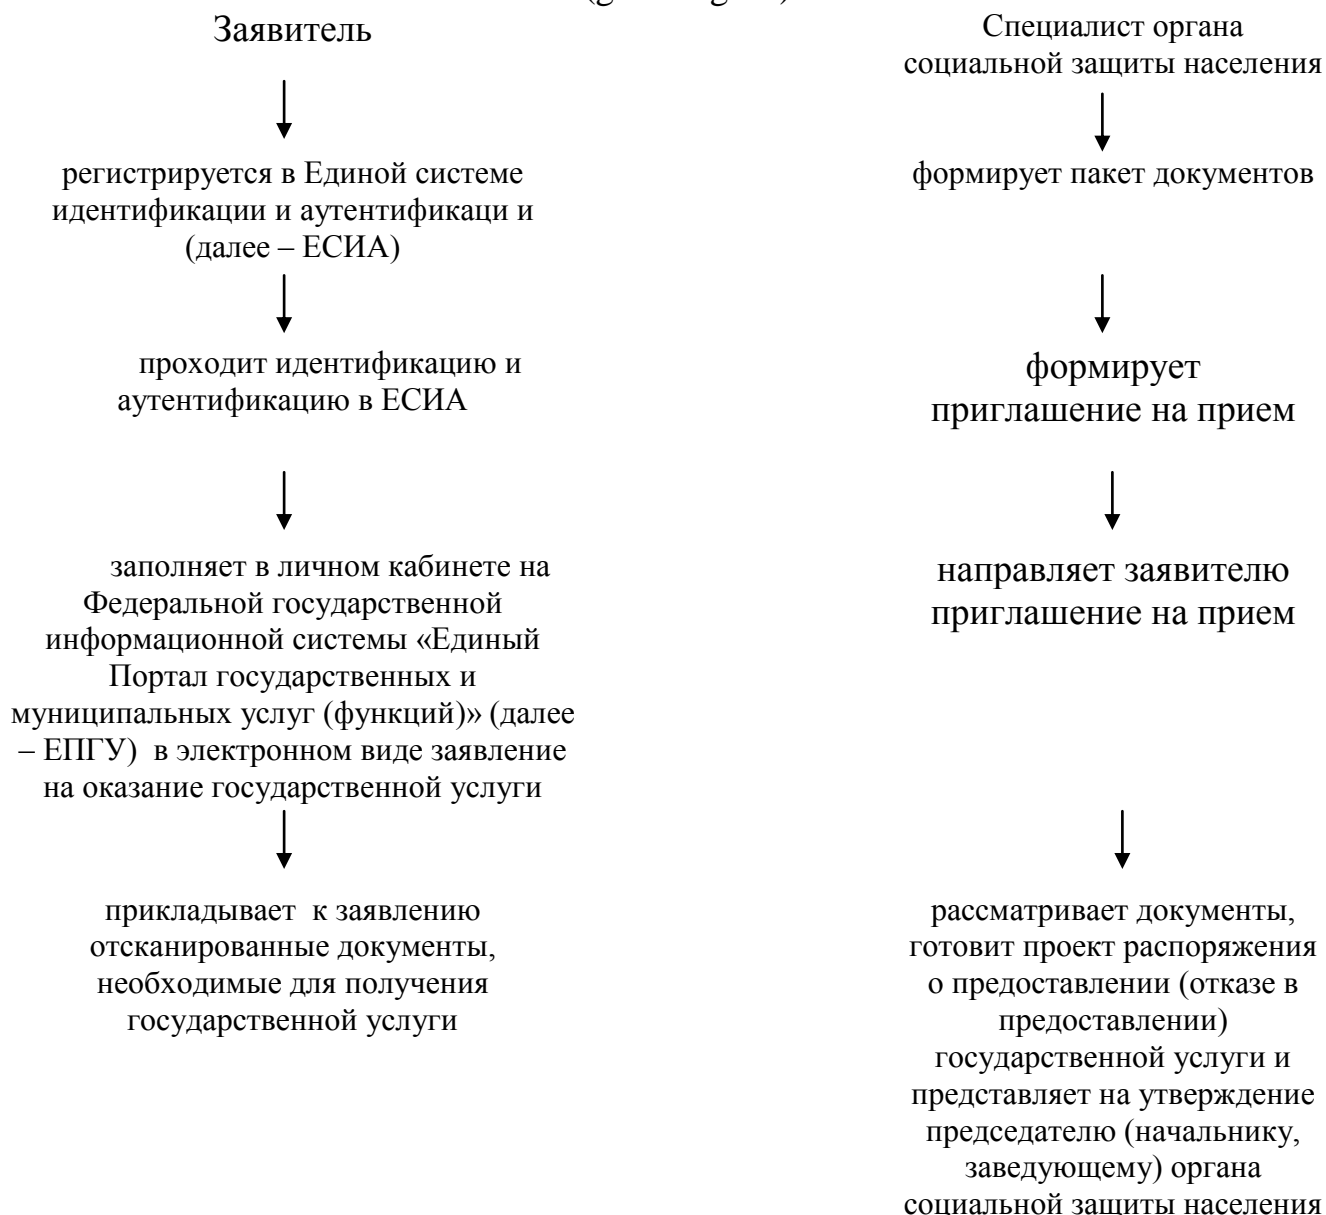 Заявитель
регистрируется в Единой системе
идентификации и аутентификаци и
(далее – ЕСИА)
проходит идентификацию и
аутентификацию в ЕСИА
заполняет в личном кабинете на
Федеральной государственной
информационной системы «Единый
Портал государственных и
муниципальных услуг (функций)» (далее
– ЕПГУ) в электронном виде заявление
на оказание государственной услуги
прикладывает к заявлению
отсканированные документы,
необходимые для получения
государственной услуги
Специалист органа
социальной защиты населения
формирует пакет документов
формирует
приглашение на прием
направляет заявителю
приглашение на прием
рассматривает документы,
готовит проект распоряжения
о предоставлении (отказе в
предоставлении)
государственной услуги и
представляет на утверждение
председателю (начальнику,
заведующему) органа
социальной защиты населения